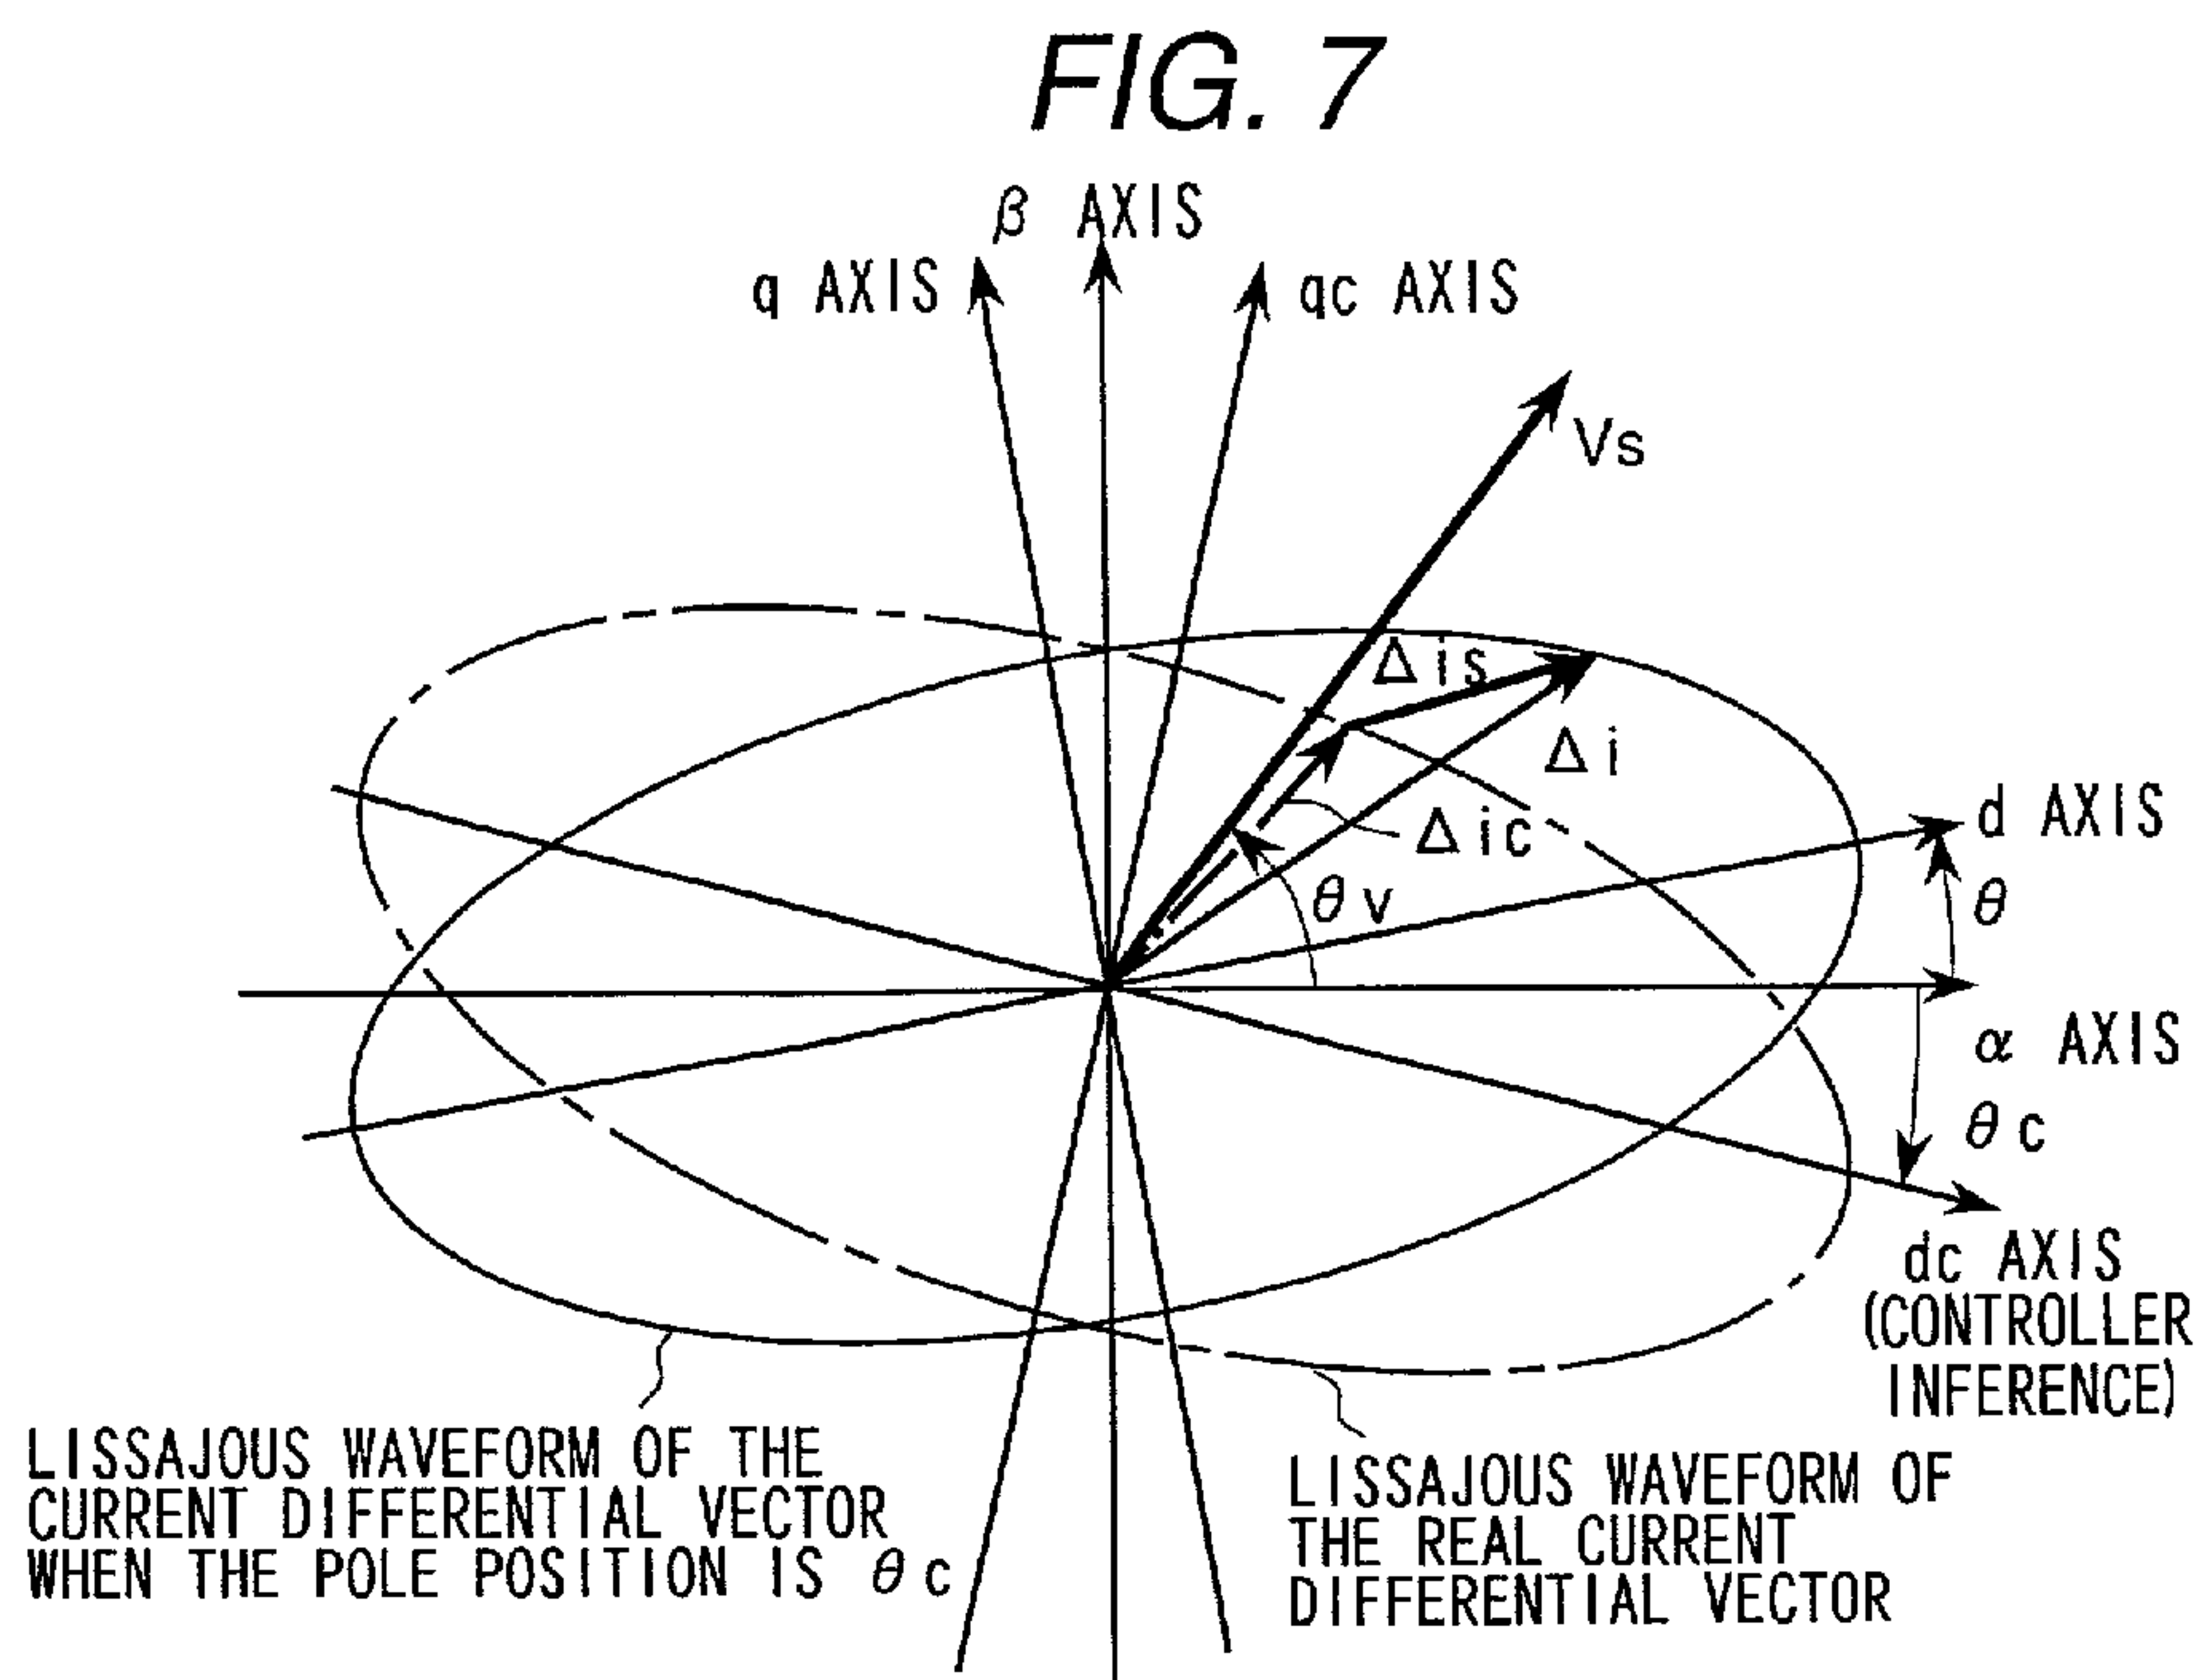 FIG. 7
β AXIS
q AXIS
qc AXIS
Vs
Δis
Δi
Δic
θv
d AXIS
θ
α AXIS
θc
dc AXIS
(CONTROLLER
INFERENCE)
LISSAJOUS WAVEFORM OF THE
CURRENT DIFFERENTIAL VECTOR
WHEN THE POLE POSITION IS θc
LISSAJOUS WAVEFORM OF
THE REAL CURRENT
DIFFERENTIAL VECTOR